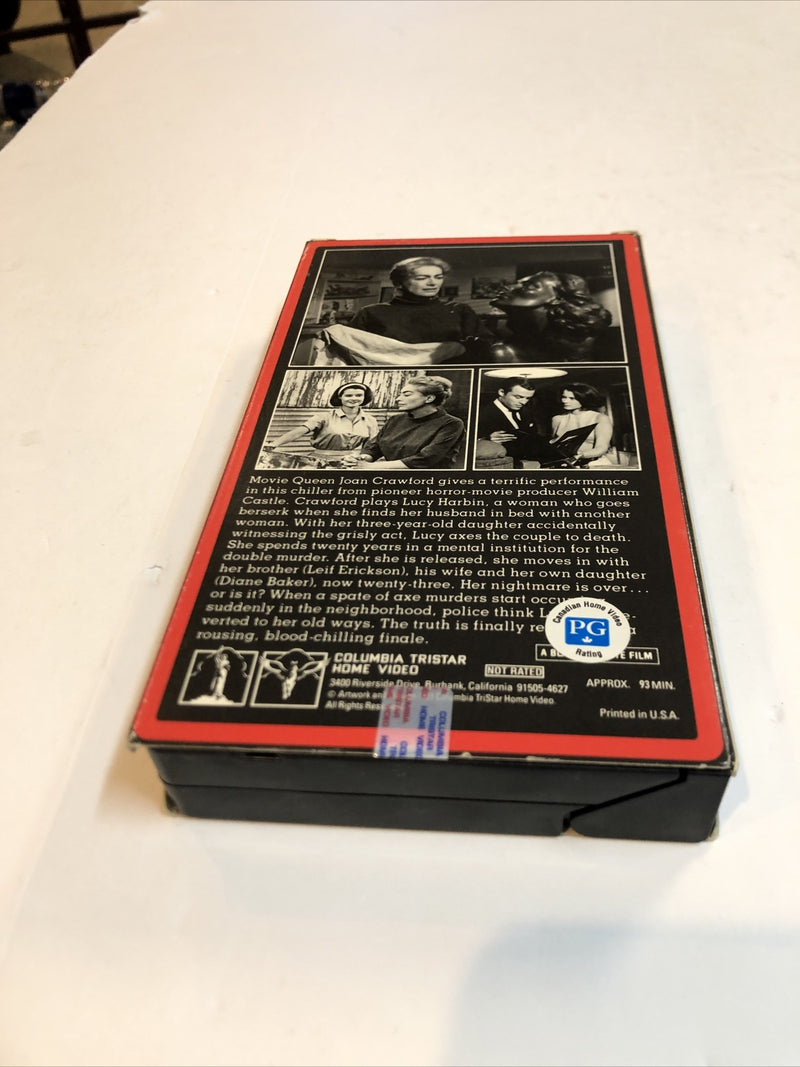 Movie Queen Joan Crawford gives a terrific performance
in this chiller from pioneer horror-movie producer William
Castle. Crawford plays Lucy Harbin, a woman who goes
berserk when she finds her husband in bed with another
woman. With her three-year-old daughter accidentally
witnessing the grisly act, Lucy axes the couple to death.
She spends twenty years in a mental institution for the
double murder. After she is released, she moves in with
her brother (Leif Erickson), his wife and her own daughter
(Diane Baker), now twenty-three. Her nightmare is over...
or is it? When a spate of axe murders start occu
suddenly in the neighborhood, police think L
verted to her old ways. The truth is finally re a
rousing, blood-chilling finale.
Canadian Home Video
PG
Rating
A B E FILM
COLUMBIA TRISTAR
HOME VIDEO
NOT RATED
3400 Riverside Drive, Burbank, California 91505-4627
APPROX. 93 MIN.
© Artwork an Columbia TriStar Home Video.
All Rights Res
Printed in U.S.A.
COLUMBIA
TRISTAR
HOME VIDEO